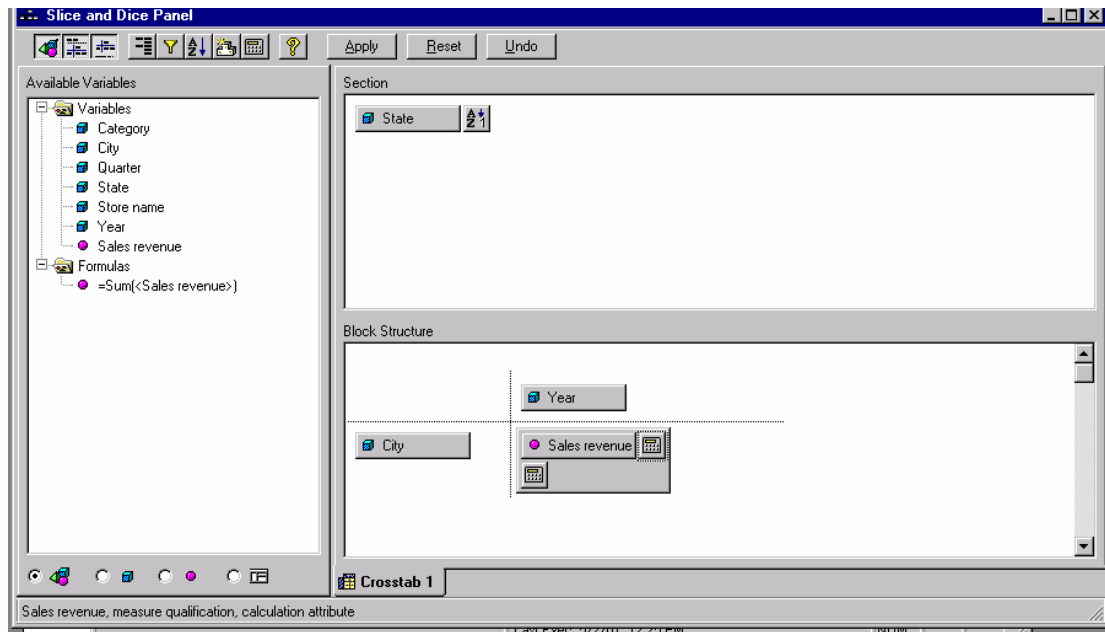 Slice and Dice Panel
Apply Reset Undo
Available Variables
Variables
Category
City
Quarter
State
Store name
Year
Sales revenue
Formulas
=Sum(<Sales revenue>)
Section
State
Block Structure
Year
City
Sales revenue
Crosstab 1
Sales revenue, measure qualification, calculation attribute